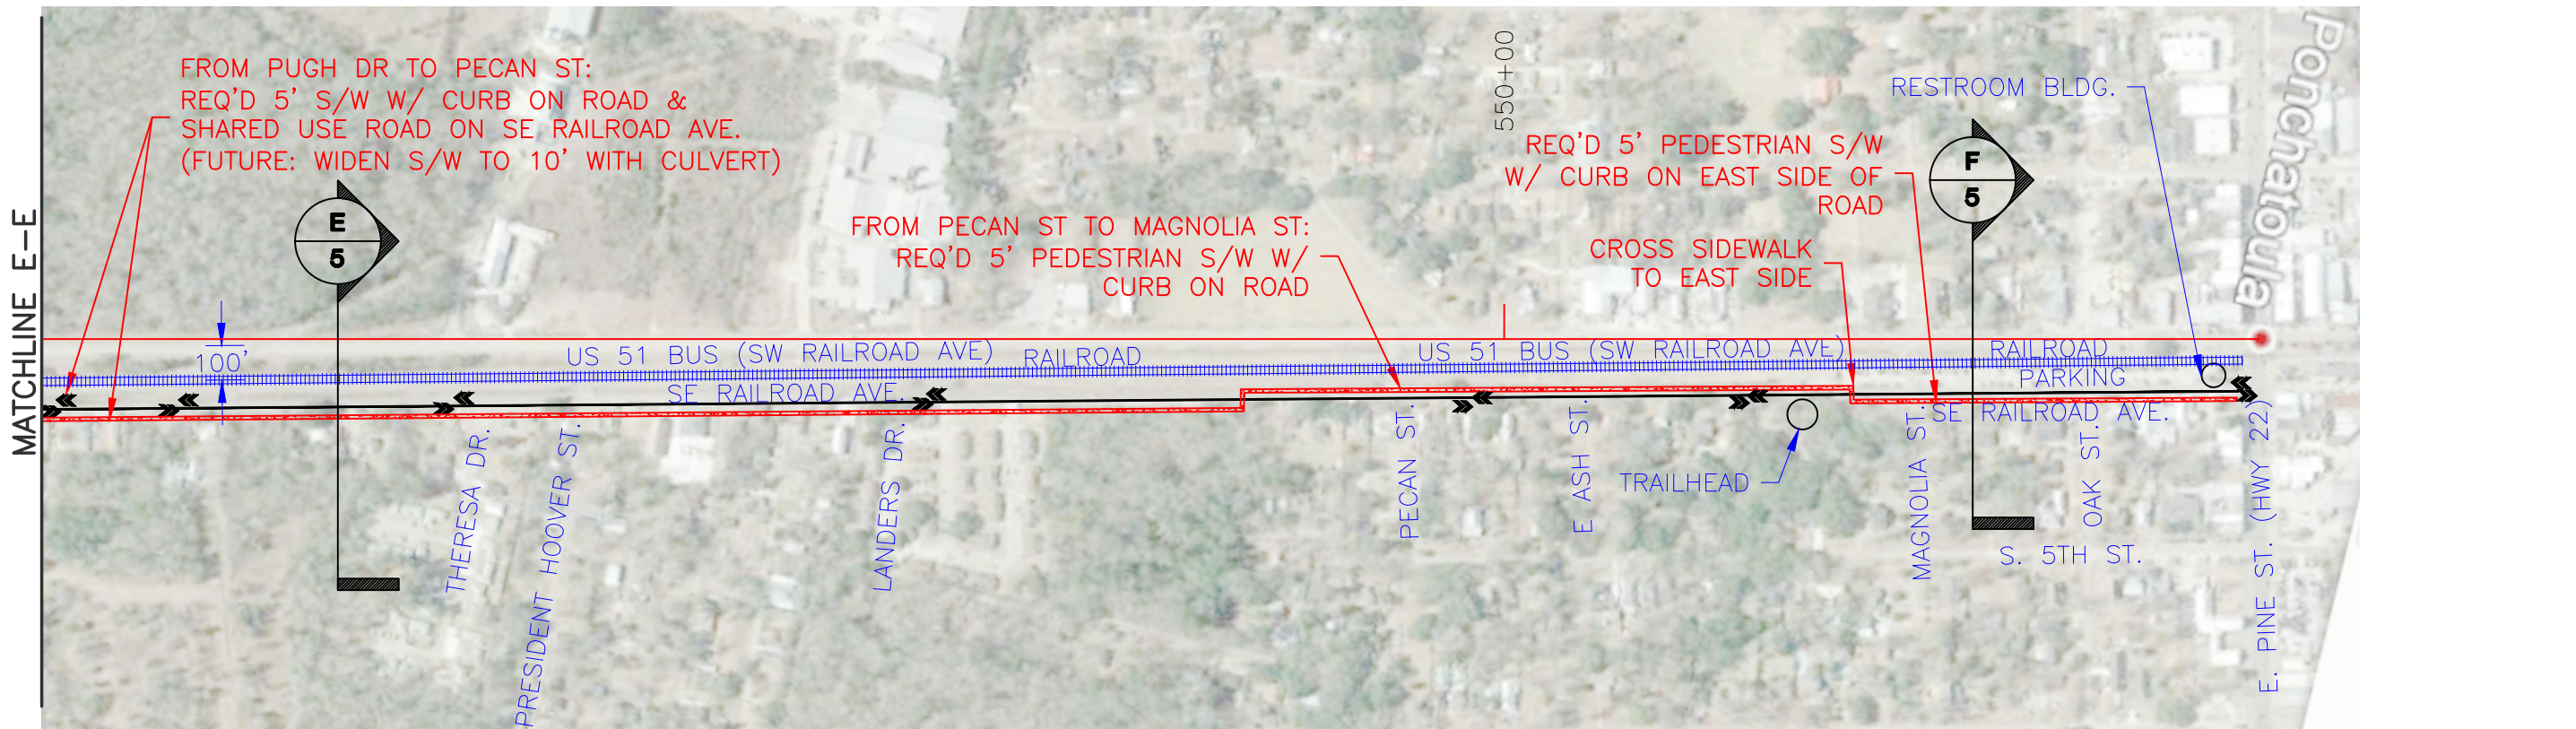 MATCHLINE E-E
FROM PUGH DR TO PECAN ST:
REQ'D 5' S/W W/ CURB ON ROAD &
SHARED USE ROAD ON SE RAILROAD AVE.
(FUTURE: WIDEN S/W TO 10' WITH CULVERT)
E
5
100'
FROM PECAN ST TO MAGNOLIA ST:
REQ'D 5' PEDESTRIAN S/W W/
CURB ON ROAD
550+00
REQ'D 5' PEDESTRIAN S/W
W/ CURB ON EAST SIDE OF
ROAD
CROSS SIDEWALK
TO EAST SIDE
RESTROOM BLDG.
F
5
Ponchatoula
US 51 BUS (SW RAILROAD AVE)
RAILROAD
US 51 BUS (SW RAILROAD AVE)
RAILROAD
PARKING
SE RAILROAD AVE.
SE RAILROAD AVE.
THERESA DR.
PRESIDENT HOOVER ST.
LANDERS DR.
PECAN ST.
E ASH ST.
TRAILHEAD
MAGNOLIA ST.
OAK ST.
S. 5TH ST.
E. PINE ST. (HWY 22)